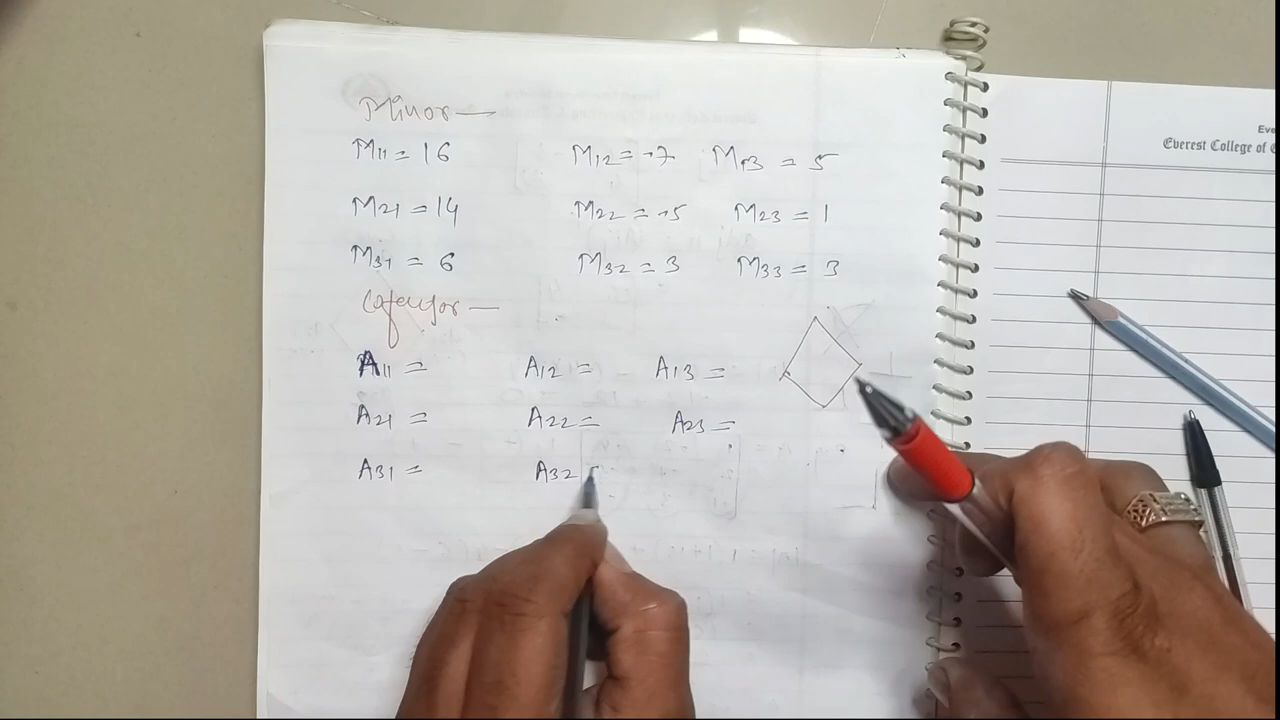 Minor —
M11 = 16 M12 = -7 M13 = 5
M21 = 14 M22 = -5 M23 = 1
M31 = 6 M32 = 3 M33 = 3
Cofactor —
A11 = A12 = A13 =
A21 = A22 = A23 =
A31 = A32 =
Eve
Everest College of